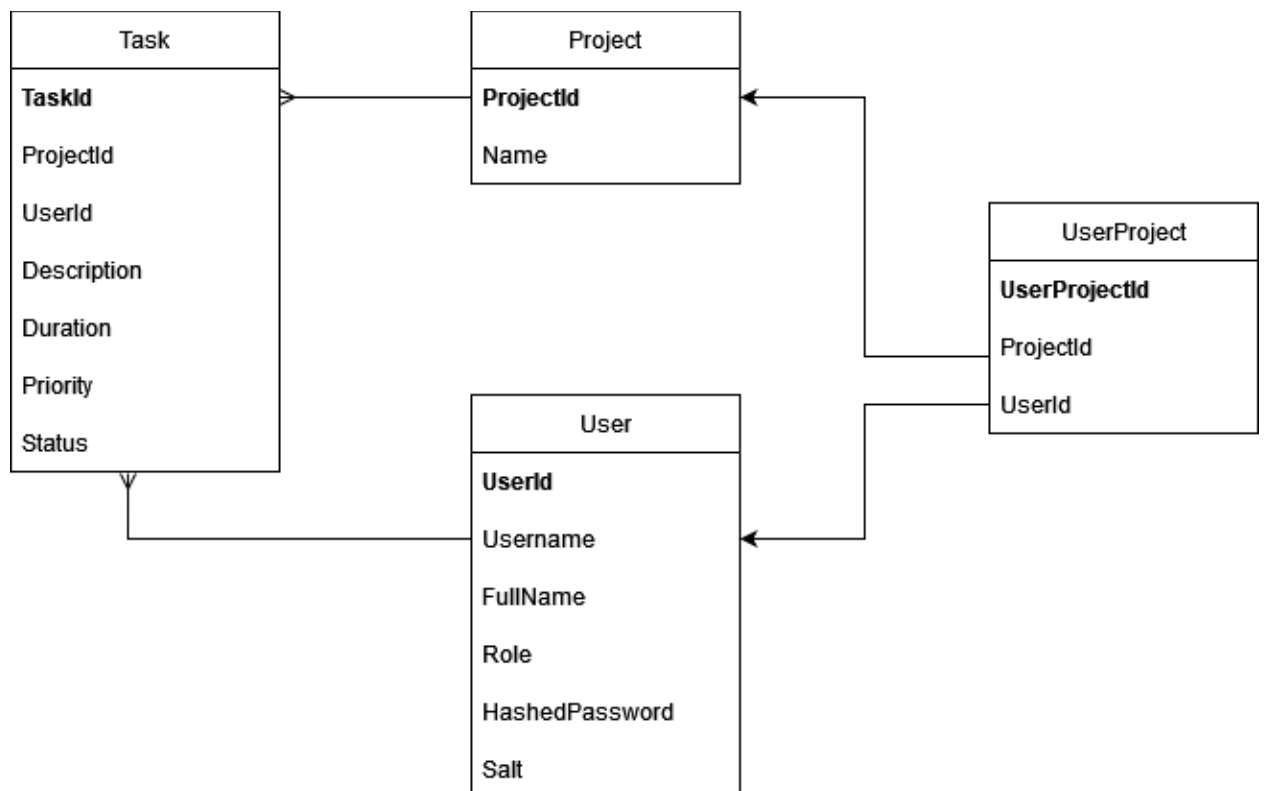 Task
TaskId
ProjectId
UserId
Description
Duration
Priority
Status
Project
ProjectId
Name
User
UserId
Username
FullName
Role
HashedPassword
Salt
UserProject
UserProjectId
ProjectId
UserId